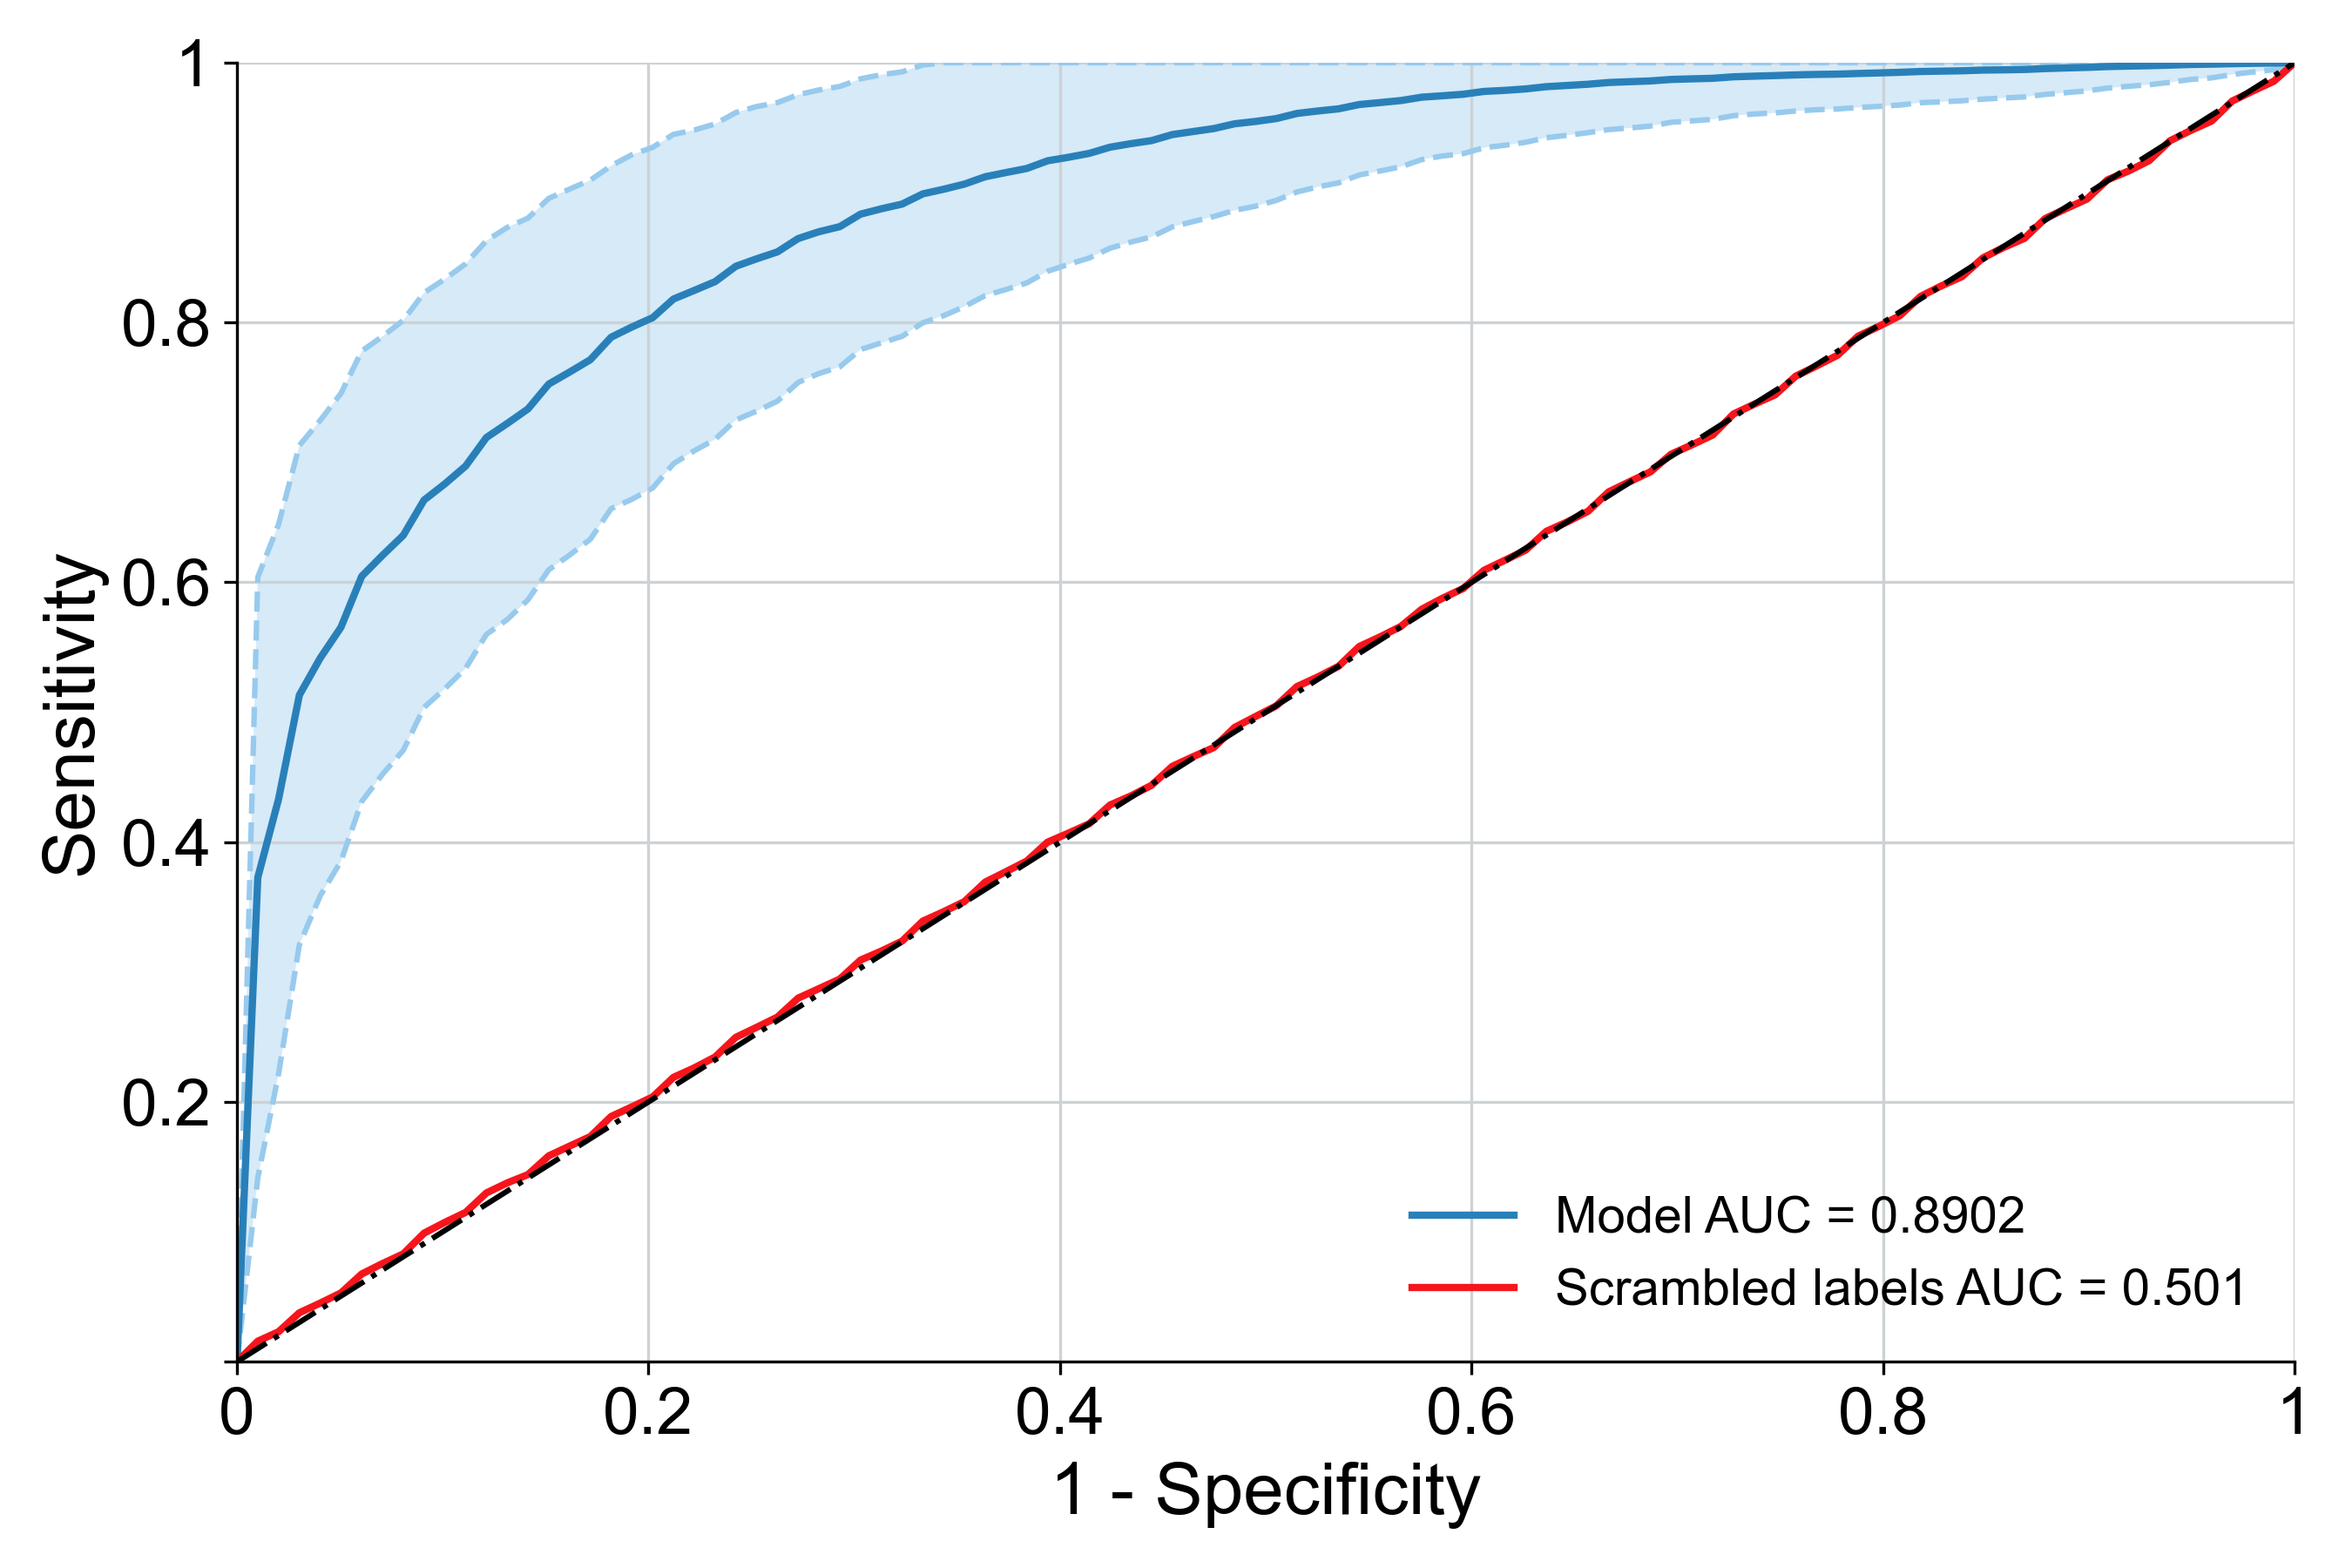 1
0.8
0.6
0.4
0.2
Sensitivity
0 0.2 0.4 0.6 0.8 1
1 - Specificity
Model AUC = 0.8902
Scrambled labels AUC = 0.501